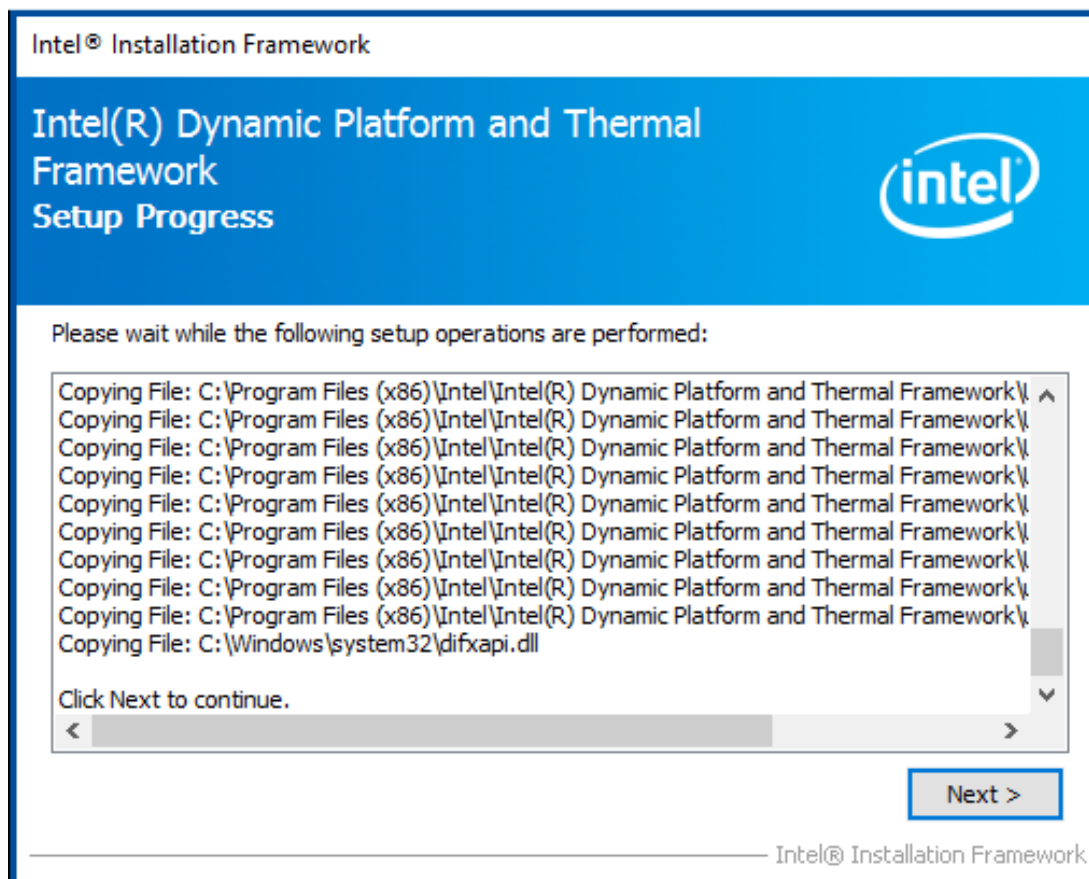 Intel® Installation Framework
Intel(R) Dynamic Platform and Thermal
Framework
Setup Progress
intel
Please wait while the following setup operations are performed:
Copying File: C:\Program Files (x86)\Intel\Intel(R) Dynamic Platform and Thermal Framework\
Copying File: C:\Program Files (x86)\Intel\Intel(R) Dynamic Platform and Thermal Framework\
Copying File: C:\Program Files (x86)\Intel\Intel(R) Dynamic Platform and Thermal Framework\
Copying File: C:\Program Files (x86)\Intel\Intel(R) Dynamic Platform and Thermal Framework\
Copying File: C:\Program Files (x86)\Intel\Intel(R) Dynamic Platform and Thermal Framework\
Copying File: C:\Program Files (x86)\Intel\Intel(R) Dynamic Platform and Thermal Framework\
Copying File: C:\Program Files (x86)\Intel\Intel(R) Dynamic Platform and Thermal Framework\
Copying File: C:\Program Files (x86)\Intel\Intel(R) Dynamic Platform and Thermal Framework\
Copying File: C:\Program Files (x86)\Intel\Intel(R) Dynamic Platform and Thermal Framework\
Copying File: C:\Windows\system32\difxapi.dll
Click Next to continue.
Next >
Intel® Installation Framework